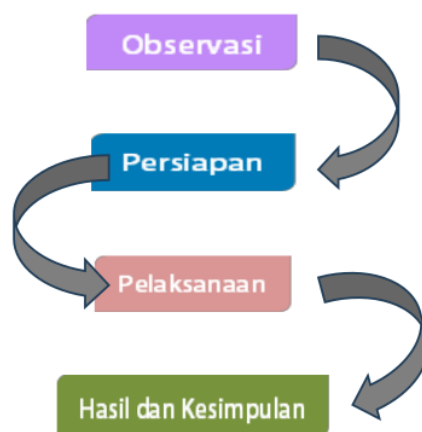 Observasi
Persiapan
Pelaksanaan
Hasil dan Kesimpulan